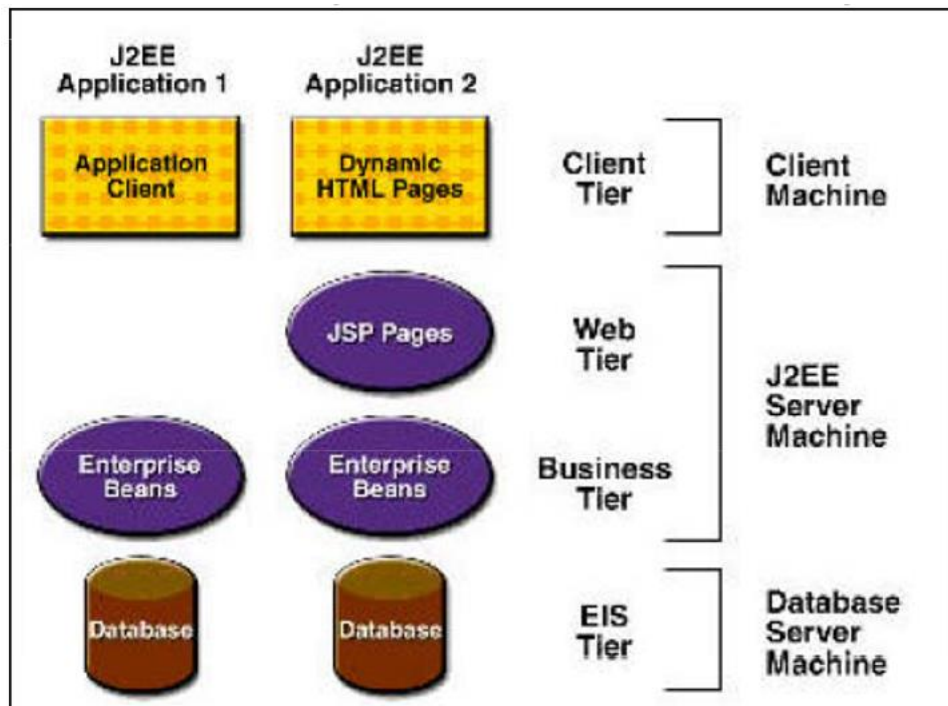 J2EE
Application 1
J2EE
Application 2
Application
Client
Dynamic
HTML Pages
Client
Tier
Client
Machine
JSP Pages
Web
Tier
J2EE
Server
Machine
Enterprise
Beans
Enterprise
Beans
Business
Tier
Database
Database
EIS
Tier
Database
Server
Machine